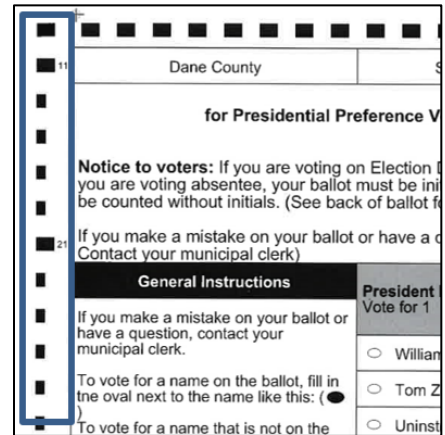 11
Dane County
for Presidential Preference V
Notice to voters: If you are voting on Election
you are voting absentee, your ballot must be ini
be counted without initials. (See back of ballot f
21
If you make a mistake on your ballot or have a
Contact your municipal clerk)
General Instructions
President
Vote for 1
If you make a mistake on your ballot or
have a question, contact your
municipal clerk.
William
To vote for a name on the ballot, fill in
tne oval next to the name like this: (
)
Tom Z
To vote for a name that is not on the
Uninst